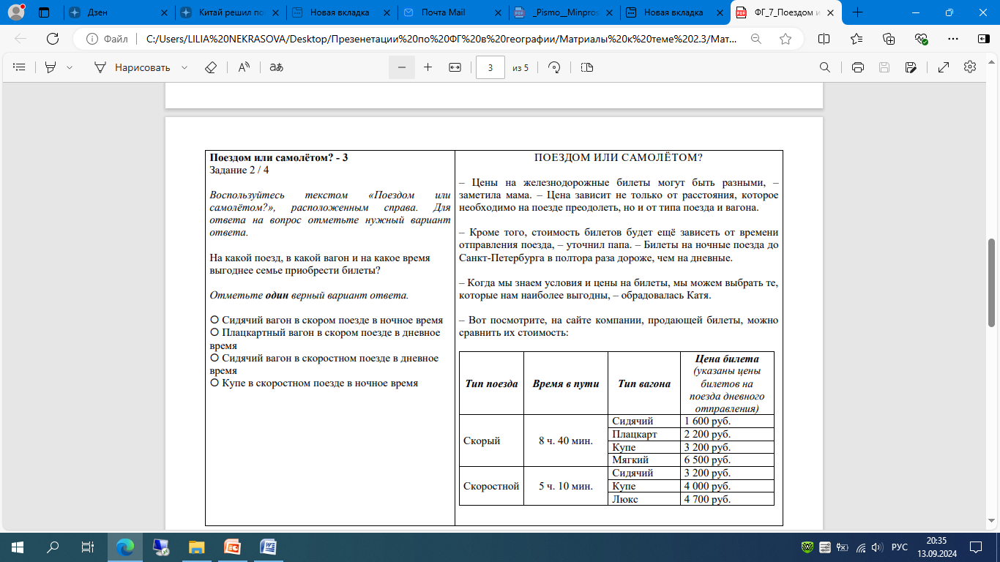 Дзен
Китай решил по
Новая вкладка
Почта Mail
_Pismo__Minpros
Новая вкладка
ФГ_7_Поездом и
Файл
C:/Users/LILIA%20NEKRASOVA/Desktop/Презенетации%20по%20ФГ%20в%20географии/Матриалы%20к%20теме%202.3/Мат...
Нарисовать
3
из 5
Поездом или самолётом? - 3
Задание 2 / 4
Воспользуйтесь текстом «Поездом или
самолётом?», расположенным справа. Для
ответа на вопрос отметьте нужный вариант
ответа.
На какой поезд, в какой вагон и на какое время
выгоднее семье приобрести билеты?
Отметьте один верный вариант ответа.
Сидячий вагон в скором поезде в ночное время
Плацкартный вагон в скором поезде в дневное
время
Сидячий вагон в скоростном поезде в дневное
время
Купе в скоростном поезде в ночное время
ПОЕЗДОМ ИЛИ САМОЛЁТОМ?
– Цены на железнодорожные билеты могут быть разными, –
заметила мама. – Цена зависит не только от расстояния, которое
необходимо на поезде преодолеть, но и от типа поезда и вагона.
– Кроме того, стоимость билетов будет ещё зависеть от времени
отправления поезда, – уточнил папа. – Билеты на ночные поезда до
Санкт-Петербурга в полтора раза дороже, чем на дневные.
– Когда мы знаем условия и цены на билеты, мы можем выбрать те,
которые нам наиболее выгодны, – обрадовалась Катя.
– Вот посмотрите, на сайте компании, продающей билеты, можно
сравнить их стоимость:
Тип поезда Время в пути Тип вагона Цена билета
(указаны цены
билетов на
поезда дневного
отправления)
Скорый 8 ч. 40 мин.
Сидячий 1 600 руб.
Плацкарт 2 200 руб.
Купе 3 200 руб.
Мягкий 6 500 руб.
Скоростной 5 ч. 10 мин.
Сидячий 3 200 руб.
Купе 4 000 руб.
Люкс 4 700 руб.
РУС
20:35
13.09.2024